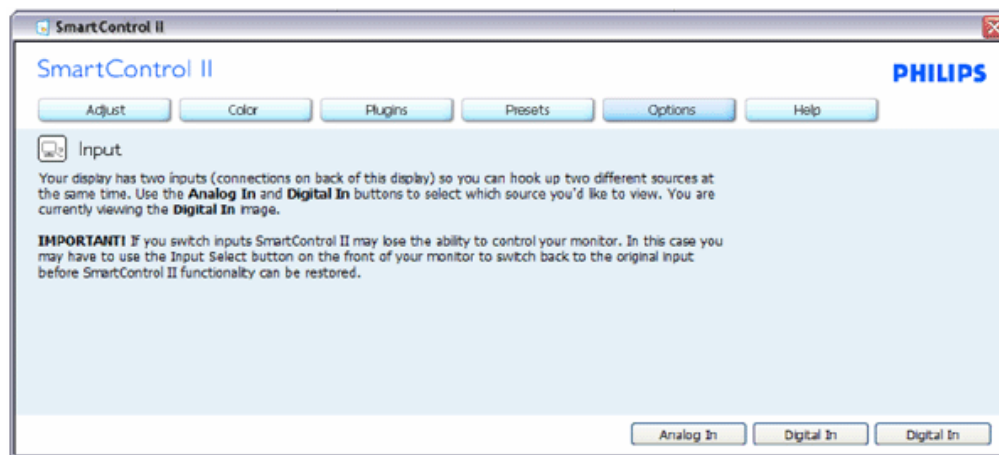 SmartControl II
SmartControl II
PHILIPS
Adjust
Color
Plugins
Presets
Options
Help
Input
Your display has two inputs (connections on back of this display) so you can hook up two different sources at
the same time. Use the Analog In and Digital In buttons to select which source you'd like to view. You are
currently viewing the Digital In image.
IMPORTANT! If you switch inputs SmartControl II may lose the ability to control your monitor. In this case you
may have to use the Input Select button on the front of your monitor to switch back to the original input
before SmartControl II functionality can be restored.
Analog In
Digital In
Digital In